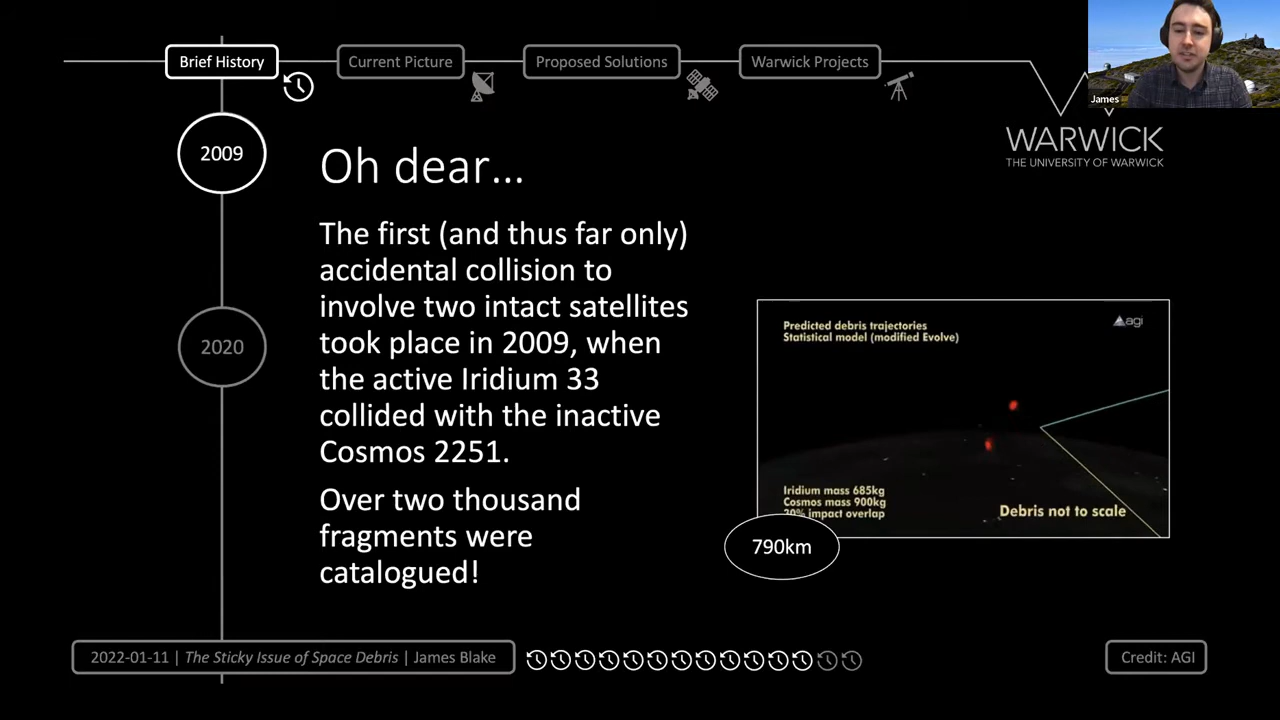 Brief History
Current Picture
Proposed Solutions
Warwick Projects
James
WARWICK
THE UNIVERSITY OF WARWICK
2009
2020
Oh dear...
The first (and thus far only)
accidental collision to
involve two intact satellites
took place in 2009, when
the active Iridium 33
collided with the inactive
Cosmos 2251.
Over two thousand
fragments were
catalogued!
Predicted debris trajectories
Statistical model (modified Evolve)
agi
Iridium mass 685kg
Cosmos mass 900kg
20% impact overlap
Debris not to scale
790km
2022-01-11 | The Sticky Issue of Space Debris | James Blake
Credit: AGI